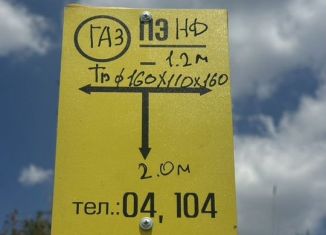 ГАЗ ПЭ НФ
1.2м
Тр ф160х110х160
2.0м
тел.:04, 104